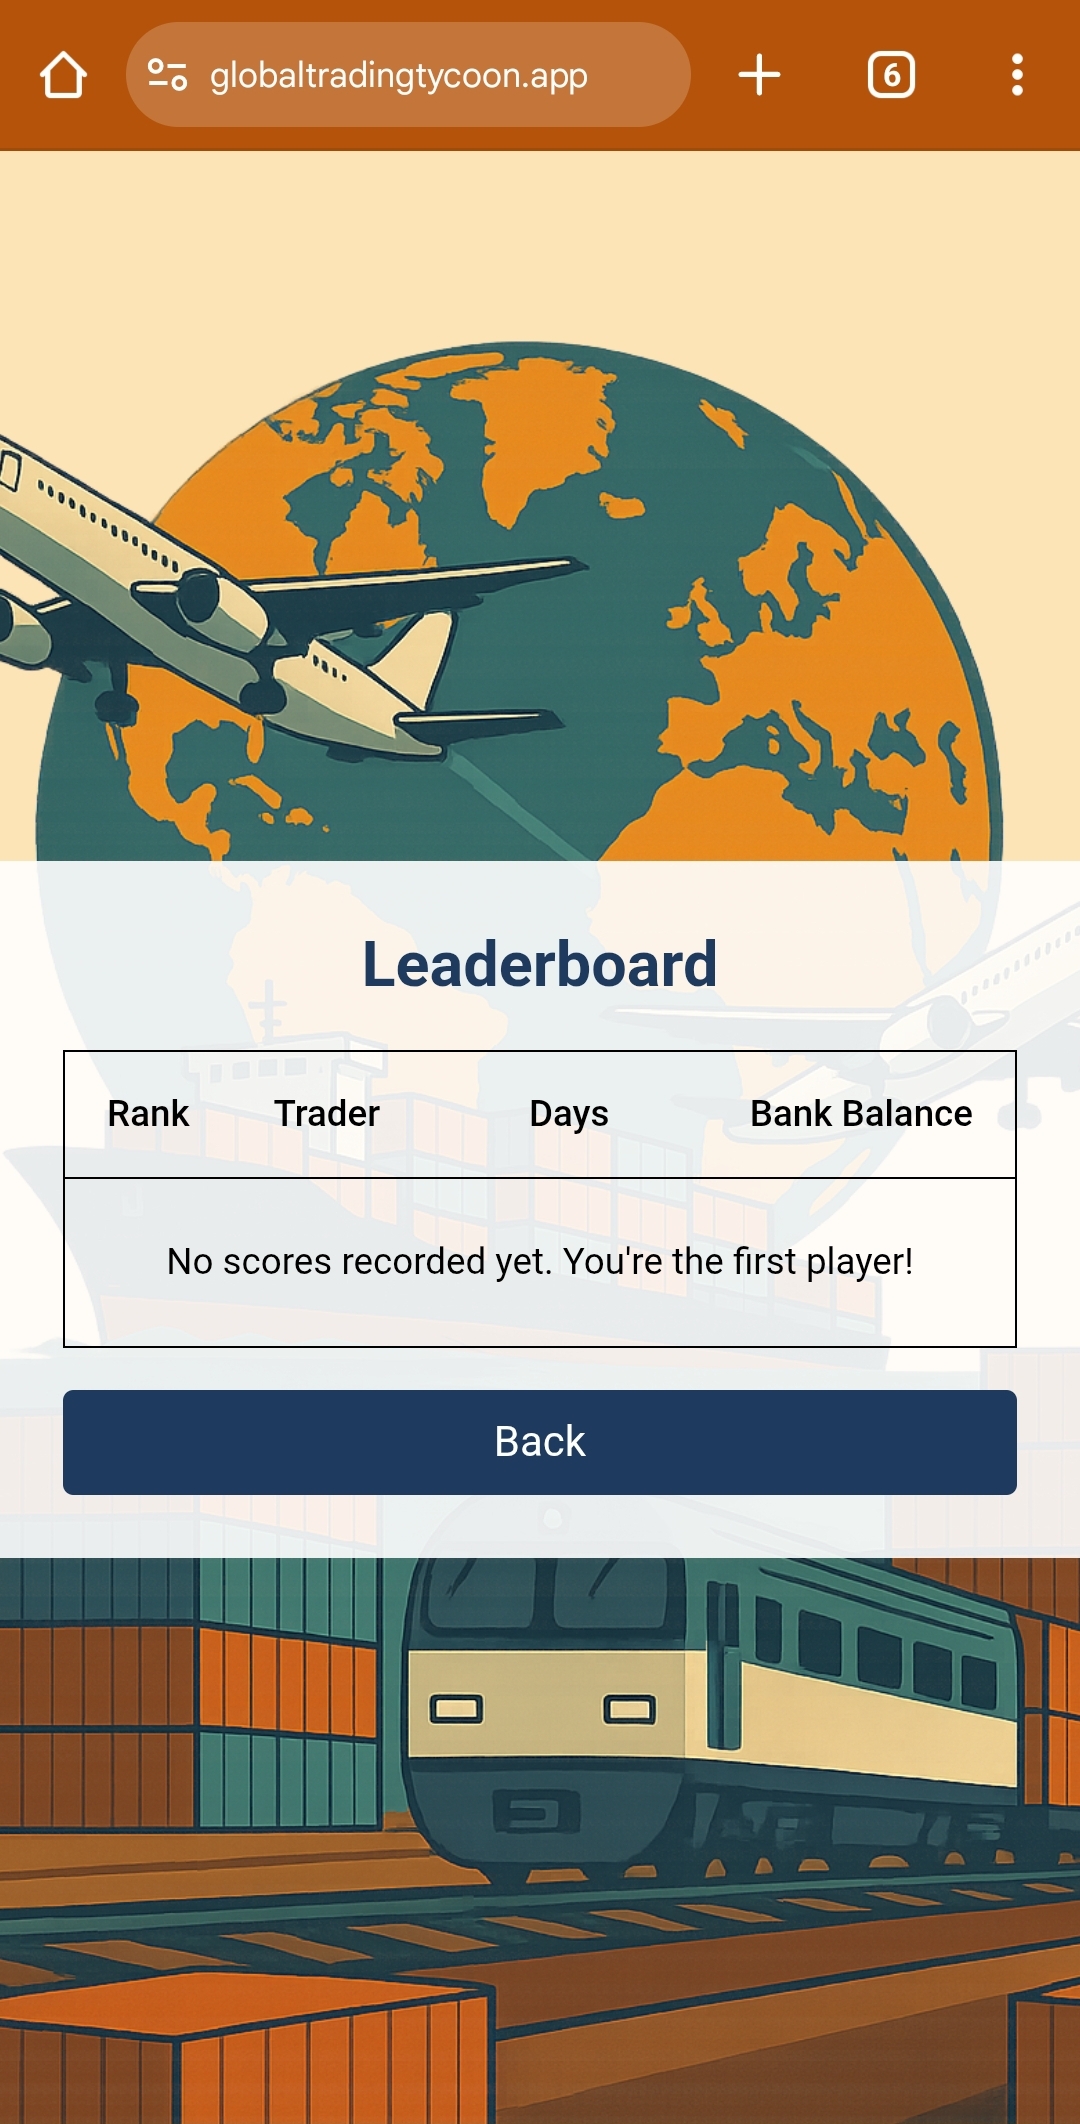 globaltradingtycoon.app
6
Leaderboard
Rank Trader Days Bank Balance
No scores recorded yet. You're the first player!
Back